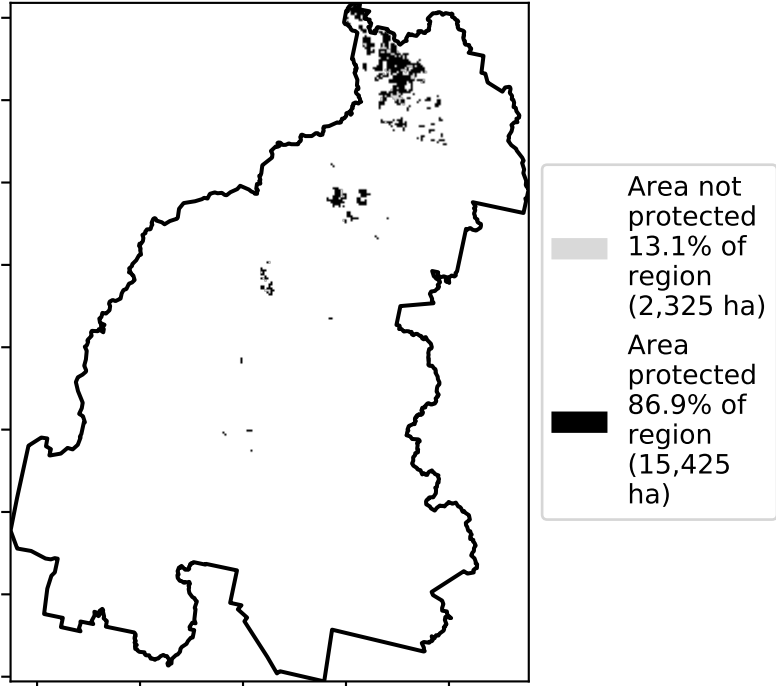 Area not
protected
13.1% of
region
(2,325 ha)
Area
protected
86.9% of
region
(15,425
ha)